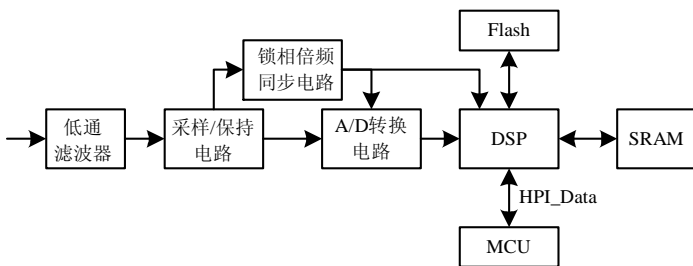 Flash
锁相倍频
同步电路
低通
滤波器
采样/保持
电路
A/D转换
电路
DSP
SRAM
HPI_Data
MCU